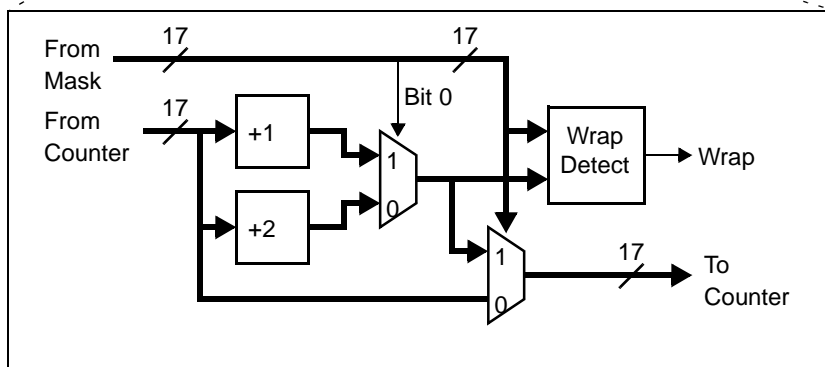 17
17
From
Mask
Bit 0
17
From
Counter
+1
1
0
+2
Wrap
Detect
Wrap
1
0
17
To
Counter